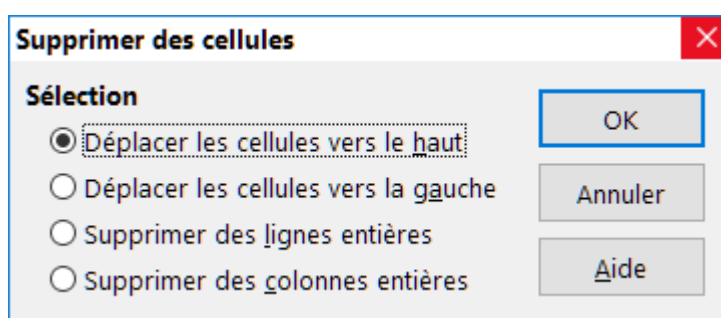 Supprimer des cellules
Sélection
Déplacer les cellules vers le haut
Déplacer les cellules vers la gauche
Supprimer des lignes entières
Supprimer des colonnes entières
OK
Annuler
Aide